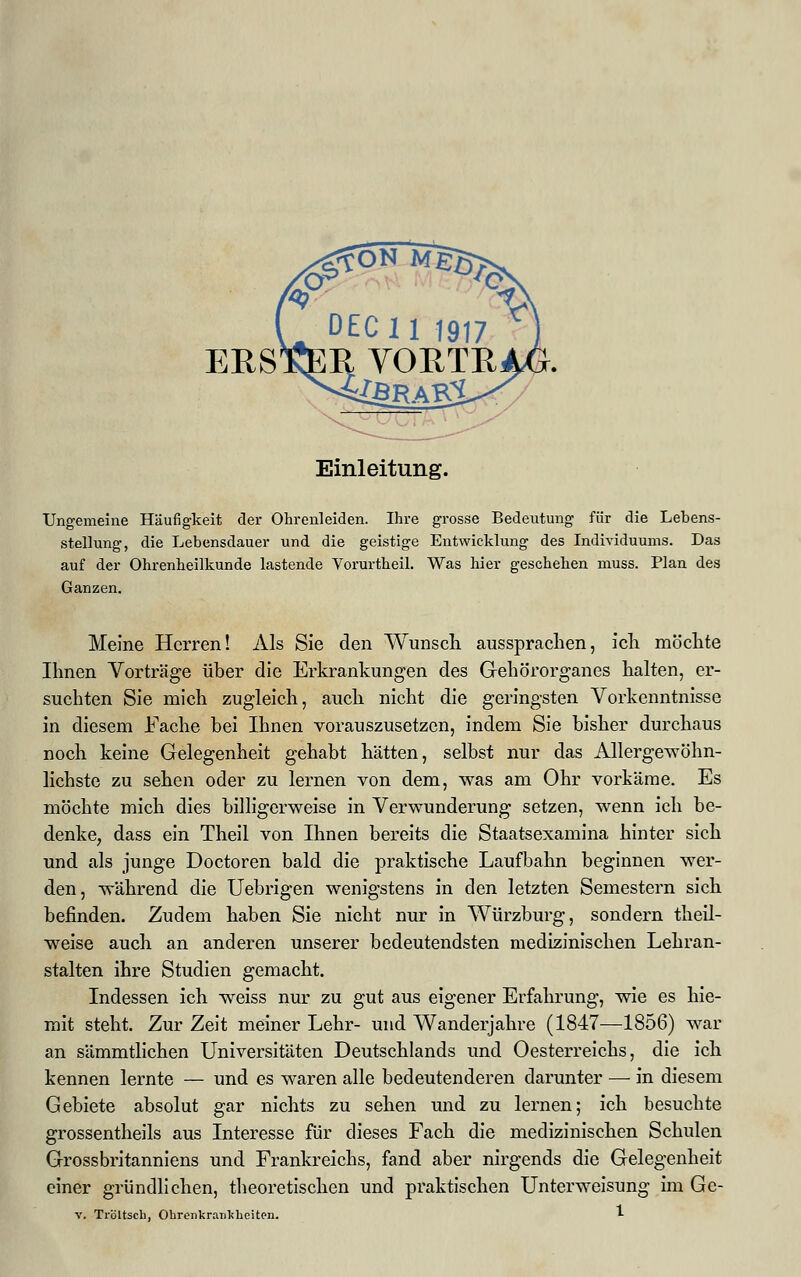 BOSTON MEDICAL
DEC 11 1917
LIBRARY
ERSTER VORTRAG.
Einleitung.
Ungemeine Häufigkeit der Ohrenleiden. Ihre grosse Bedeutung für die Lebens-
stellung, die Lebensdauer und die geistige Entwicklung des Individuums. Das
auf der Ohrenheilkunde lastende Vorurtheil. Was hier geschehen muss. Plan des
Ganzen.
Meine Herren! Als Sie den Wunsch aussprachen, ich möchte
Ihnen Vorträge über die Erkrankungen des Gehörorganes halten, er-
suchten Sie mich zugleich, auch nicht die geringsten Vorkenntnisse
in diesem Fache bei Ihnen vorauszusetzen, indem Sie bisher durchaus
noch keine Gelegenheit gehabt hätten, selbst nur das Allergewöhn-
lichste zu sehen oder zu lernen von dem, was am Ohr vorkäme. Es
möchte mich dies billigerweise in Verwunderung setzen, wenn ich be-
denke, dass ein Theil von Ihnen bereits die Staatsexamina hinter sich
und als junge Doctoren bald die praktische Laufbahn beginnen wer-
den, während die Uebrigen wenigstens in den letzten Semestern sich
befinden. Zudem haben Sie nicht nur in Würzburg, sondern theil-
weise auch an anderen unserer bedeutendsten medizinischen Lehran-
stalten ihre Studien gemacht.
Indessen ich weiss nur zu gut aus eigener Erfahrung, wie es hie-
mit steht. Zur Zeit meiner Lehr- und Wanderjahre (1847—1856) war
an sämmtlichen Universitäten Deutschlands und Oesterreichs, die ich
kennen lernte — und es waren alle bedeutenderen darunter — in diesem
Gebiete absolut gar nichts zu sehen und zu lernen; ich besuchte
grossentheils aus Interesse für dieses Fach die medizinischen Schulen
Grossbritanniens und Frankreichs, fand aber nirgends die Gelegenheit
einer gründlichen, theoretischen und praktischen Unterweisung im Ge-
v. Tröltsch, Ohrenkrankheiten. 1